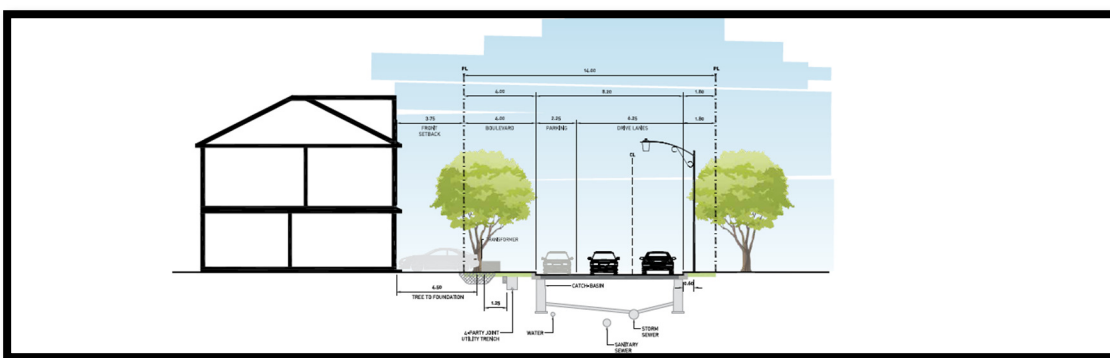 PL
PL
14.00
4.00
8.20
1.80
3.75
4.00
2.25
1.80
FRONT
SETBACK
BOULEVARD
PARKING
DRIVE LANES
CL
TRANSFORMER
4.50
TREE TO FOUNDATION
1.25
CATCH-BASIN
0.60
4-PARTY JOINT
UTILITY TRENCH
WATER
STORM
SEWER
SANITARY
SEWER